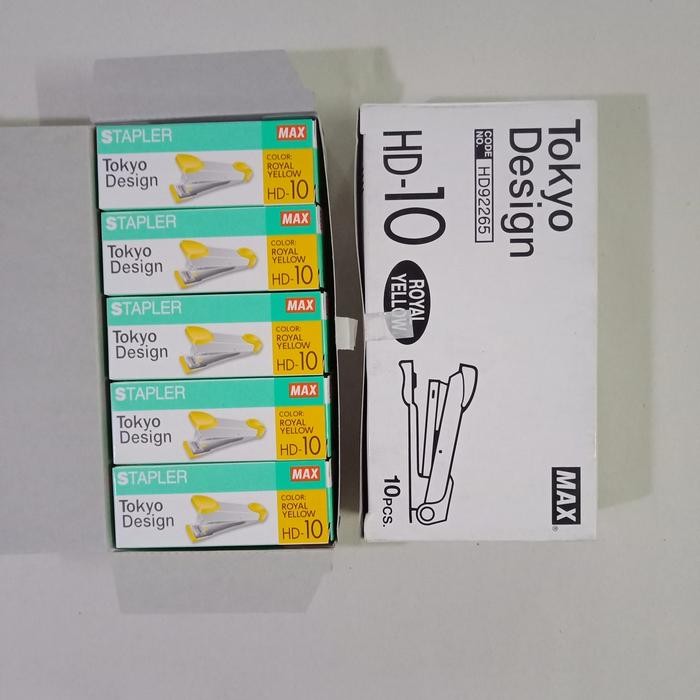 STAPLER MAX
Tokyo
Design
COLOR:
ROYAL
YELLOW
HD-10
STAPLER MAX
Tokyo
Design
COLOR:
ROYAL
YELLOW
HD-10
STAPLER MAX
Tokyo
Design
COLOR:
ROYAL
YELLOW
HD-10
STAPLER MAX
Tokyo
Design
COLOR:
ROYAL
YELLOW
HD-10
STAPLER MAX
Tokyo
Design
COLOR:
ROYAL
YELLOW
HD-10
Tokyo
Design
CODE
NO. HD92265
HD-10
ROYAL
YELLOW
10Pcs.
MAX®